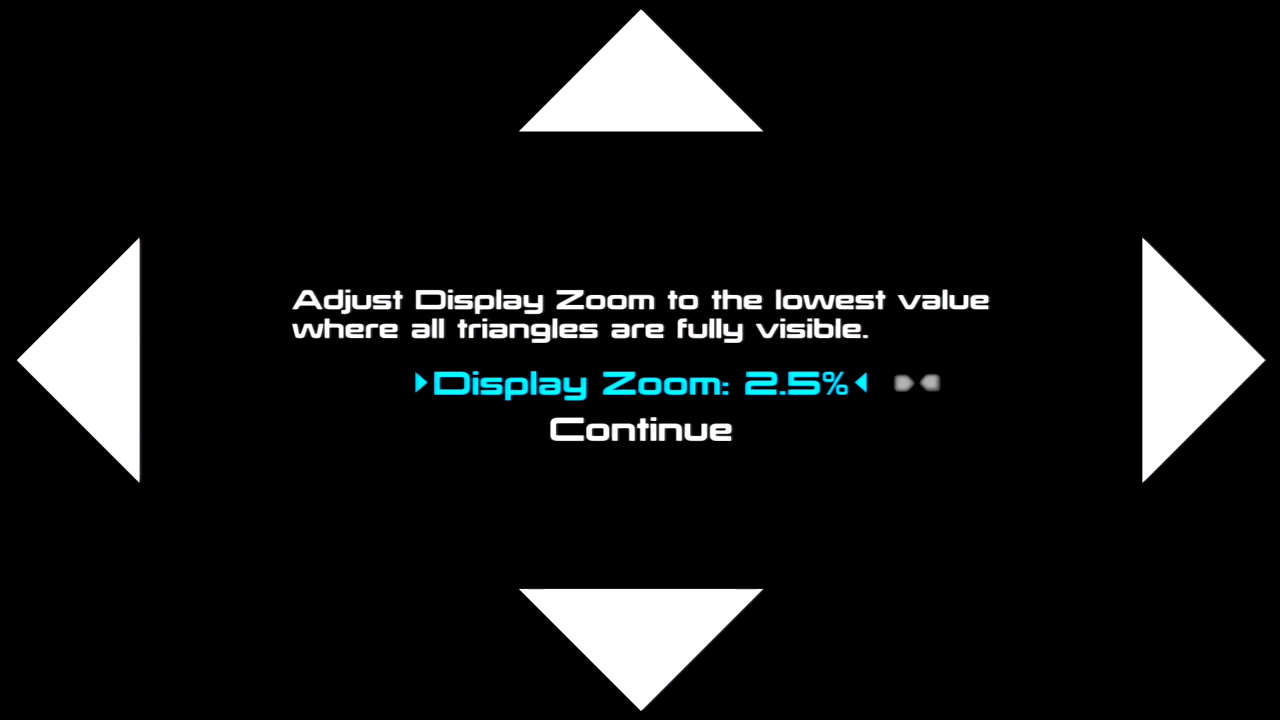 Adjust Display Zoom to the lowest value
where all triangles are fully visible.
Display Zoom: 2.5%
Continue